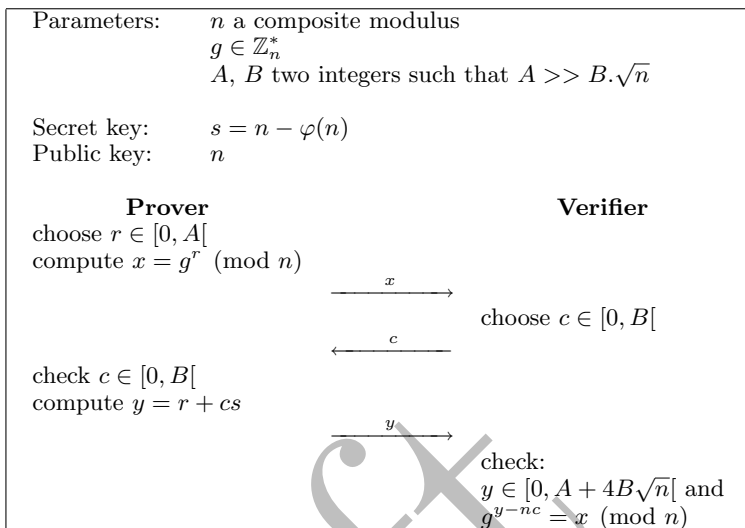 Parameters: n a composite modulus
g ∈ ℤ*ₙ
A, B two integers such that A >> B.√n
Secret key: s = n − φ(n)
Public key: n
Prover Verifier
choose r ∈ [0, A[
compute x = gʳ (mod n)
x
choose c ∈ [0, B[
c
check c ∈ [0, B[
compute y = r + cs
y
check:
y ∈ [0, A + 4B√n[ and
g^{y−nc} = x (mod n)